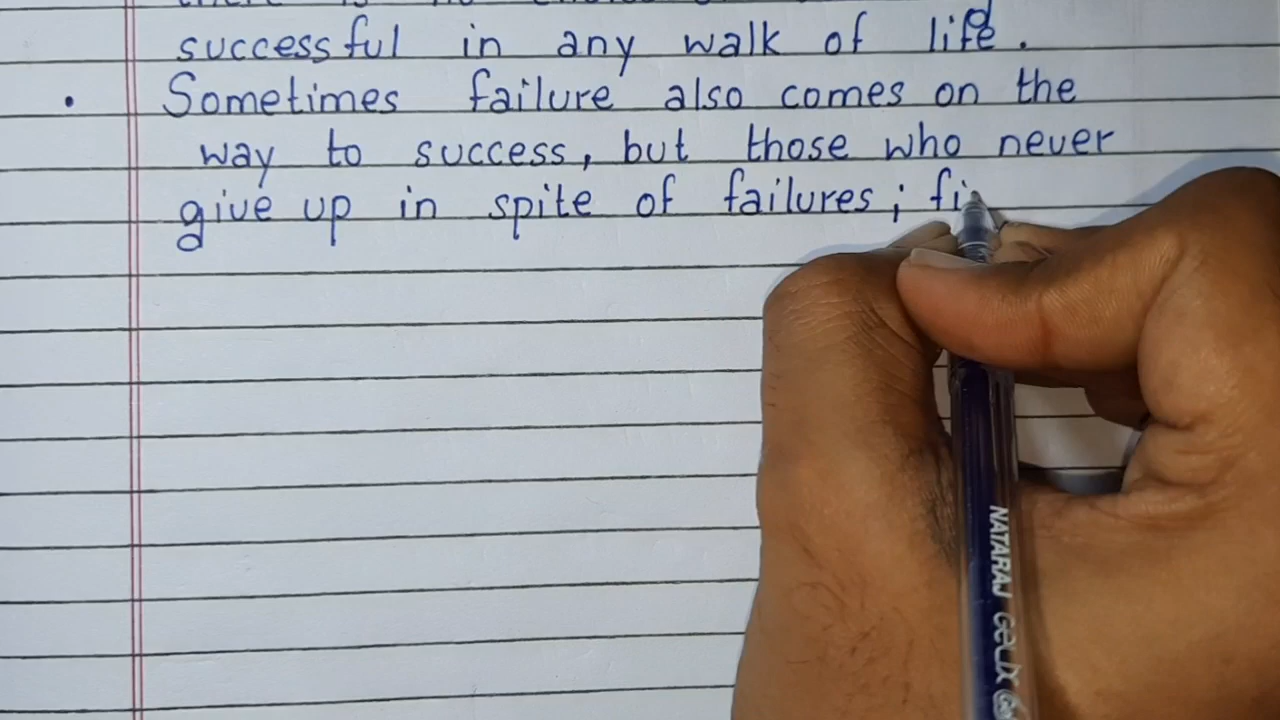 successful in any walk of life.
• Sometimes failure also comes on the
way to success, but those who never
give up in spite of failures; fi
NATARAJ GELIX